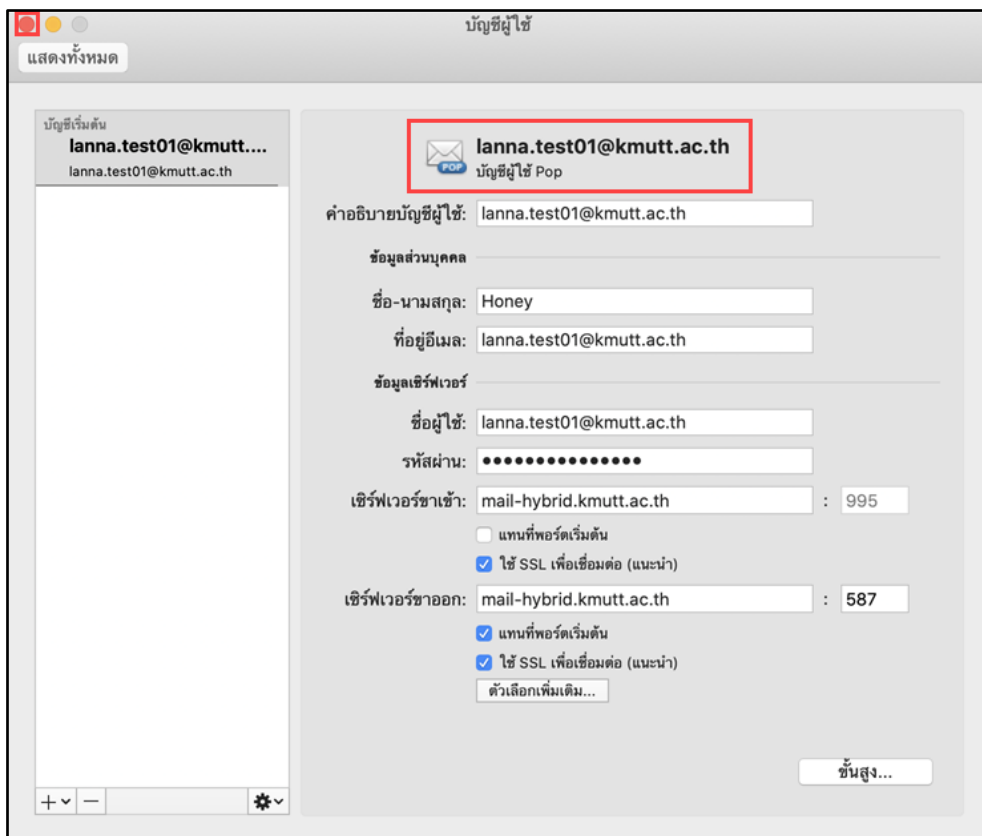 บัญชีผู้ใช้
แสดงทั้งหมด
บัญชีเริ่มต้น
lanna.test01@kmutt....
lanna.test01@kmutt.ac.th
lanna.test01@kmutt.ac.th
POP
บัญชีผู้ใช้ Pop
คำอธิบายบัญชีผู้ใช้: lanna.test01@kmutt.ac.th
ข้อมูลส่วนบุคคล
ชื่อ-นามสกุล: Honey
ที่อยู่อีเมล: lanna.test01@kmutt.ac.th
ข้อมูลเซิร์ฟเวอร์
ชื่อผู้ใช้: lanna.test01@kmutt.ac.th
รหัสผ่าน: •••••••••••••••
เซิร์ฟเวอร์ขาเข้า: mail-hybrid.kmutt.ac.th : 995
แทนที่พอร์ตเริ่มต้น
ใช้ SSL เพื่อเชื่อมต่อ (แนะนำ)
เซิร์ฟเวอร์ขาออก: mail-hybrid.kmutt.ac.th : 587
แทนที่พอร์ตเริ่มต้น
ใช้ SSL เพื่อเชื่อมต่อ (แนะนำ)
ตัวเลือกเพิ่มเติม...
ขั้นสูง...